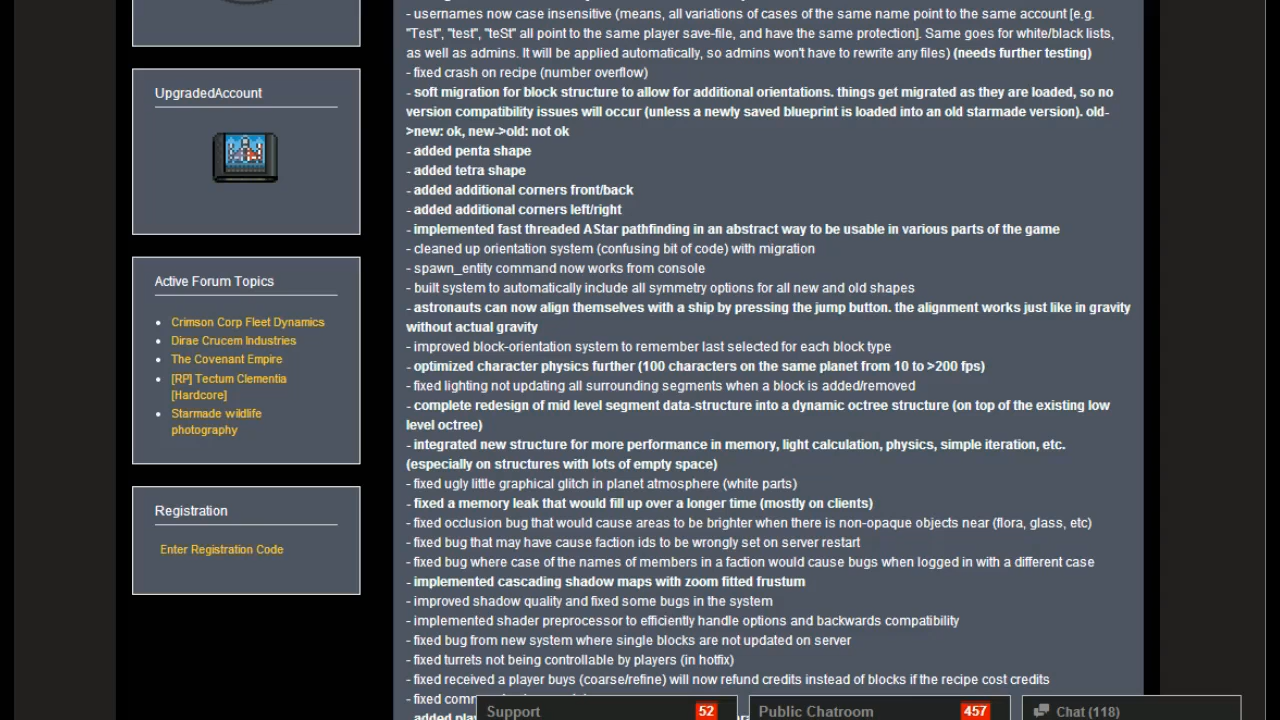 UpgradedAccount
Active Forum Topics
Crimson Corp Fleet Dynamics
Dirae Crucem Industries
The Covenant Empire
[RP] Tectum Clementia
[Hardcore]
Starmade wildlife
photography
Registration
Enter Registration Code
- usernames now case insensitive (means, all variations of cases of the same name point to the same account [e.g.
"Test", "test", "teSt" all point to the same player save-file, and have the same protection]. Same goes for white/black lists,
as well as admins. It will be applied automatically, so admins won't have to rewrite any files) (needs further testing)
- fixed crash on recipe (number overflow)
- soft migration for block structure to allow for additional orientations. things get migrated as they are loaded, so no
version compatibility issues will occur (unless a newly saved blueprint is loaded into an old starmade version). old-
>new: ok, new->old: not ok
- added penta shape
- added tetra shape
- added additional corners front/back
- added additional corners left/right
- implemented fast threaded AStar pathfinding in an abstract way to be usable in various parts of the game
- cleaned up orientation system (confusing bit of code) with migration
- spawn_entity command now works from console
- built system to automatically include all symmetry options for all new and old shapes
- astronauts can now align themselves with a ship by pressing the jump button. the alignment works just like in gravity
without actual gravity
- improved block-orientation system to remember last selected for each block type
- optimized character physics further (100 characters on the same planet from 10 to >200 fps)
- fixed lighting not updating all surrounding segments when a block is added/removed
- complete redesign of mid level segment data-structure into a dynamic octree structure (on top of the existing low
level octree)
- integrated new structure for more performance in memory, light calculation, physics, simple iteration, etc.
(especially on structures with lots of empty space)
- fixed ugly little graphical glitch in planet atmosphere (white parts)
- fixed a memory leak that would fill up over a longer time (mostly on clients)
- fixed occlusion bug that would cause areas to be brighter when there is non-opaque objects near (flora, glass, etc)
- fixed bug that may have cause faction ids to be wrongly set on server restart
- fixed bug where case of the names of members in a faction would cause bugs when logged in with a different case
- implemented cascading shadow maps with zoom fitted frustum
- improved shadow quality and fixed some bugs in the system
- implemented shader preprocessor to efficiently handle options and backwards compatibility
- fixed bug from new system where single blocks are not updated on server
- fixed turrets not being controllable by players (in hotfix)
- fixed received a player buys (coarse/refine) will now refund credits instead of blocks if the recipe cost credits
- fixed
- added
Support 52
Public Chatroom 457
Chat (118)